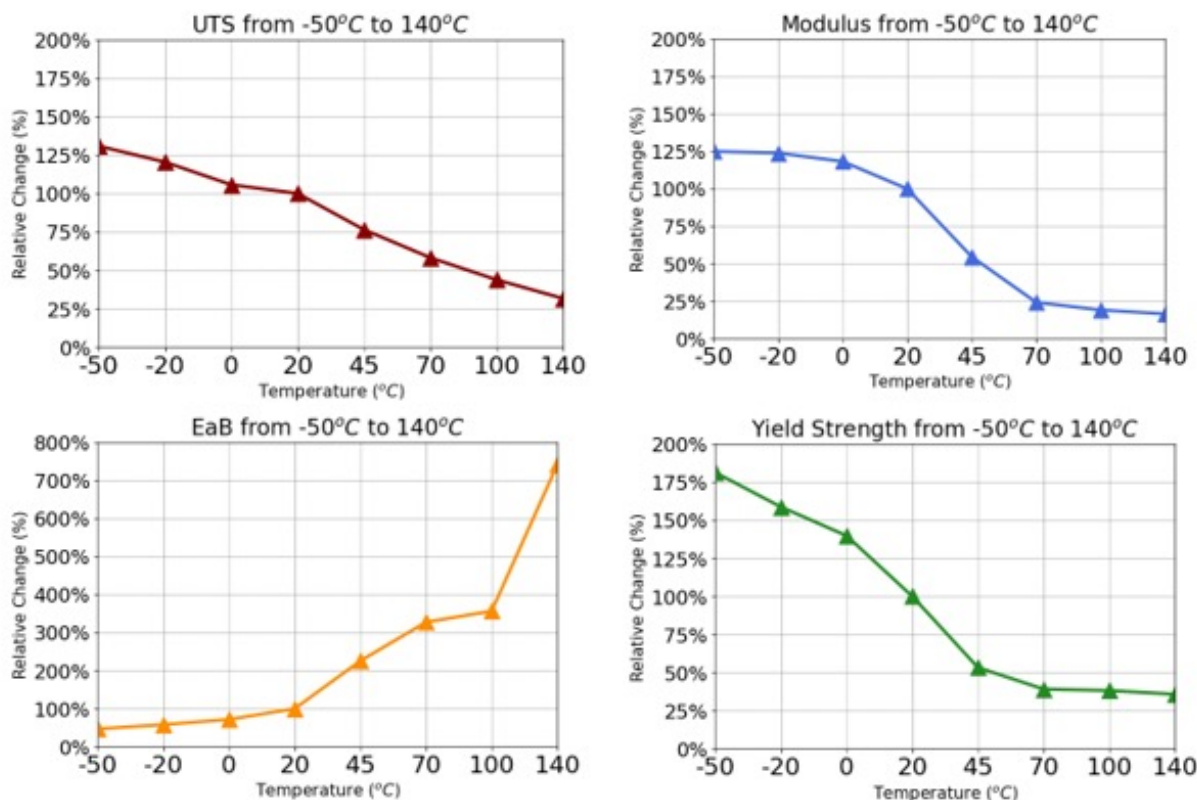 UTS from -50°C to 140°C
200%
175%
150%
125%
100%
75%
50%
25%
0%
Relative Change (%)
-50 -20 0 20 45 70 100 140
Temperature (°C)
Modulus from -50°C to 140°C
200%
175%
150%
125%
100%
75%
50%
25%
0%
Relative Change (%)
-50 -20 0 20 45 70 100 140
Temperature (°C)
EaB from -50°C to 140°C
800%
700%
600%
500%
400%
300%
200%
100%
0%
Relative Change (%)
-50 -20 0 20 45 70 100 140
Temperature (°C)
Yield Strength from -50°C to 140°C
200%
175%
150%
125%
100%
75%
50%
25%
0%
Relative Change (%)
-50 -20 0 20 45 70 100 140
Temperature (°C)